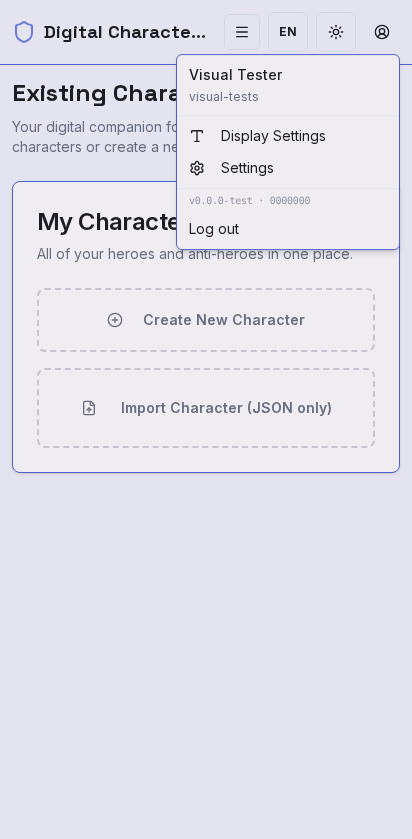 Digital Characte...
EN
Visual Tester
visual-tests
Display Settings
Settings
v0.0.0-test · 0000000
Log out
Existing Chara
Your digital companion fo
characters or create a ne
My Characte
All of your heroes and anti-heroes in one place.
Create New Character
Import Character (JSON only)